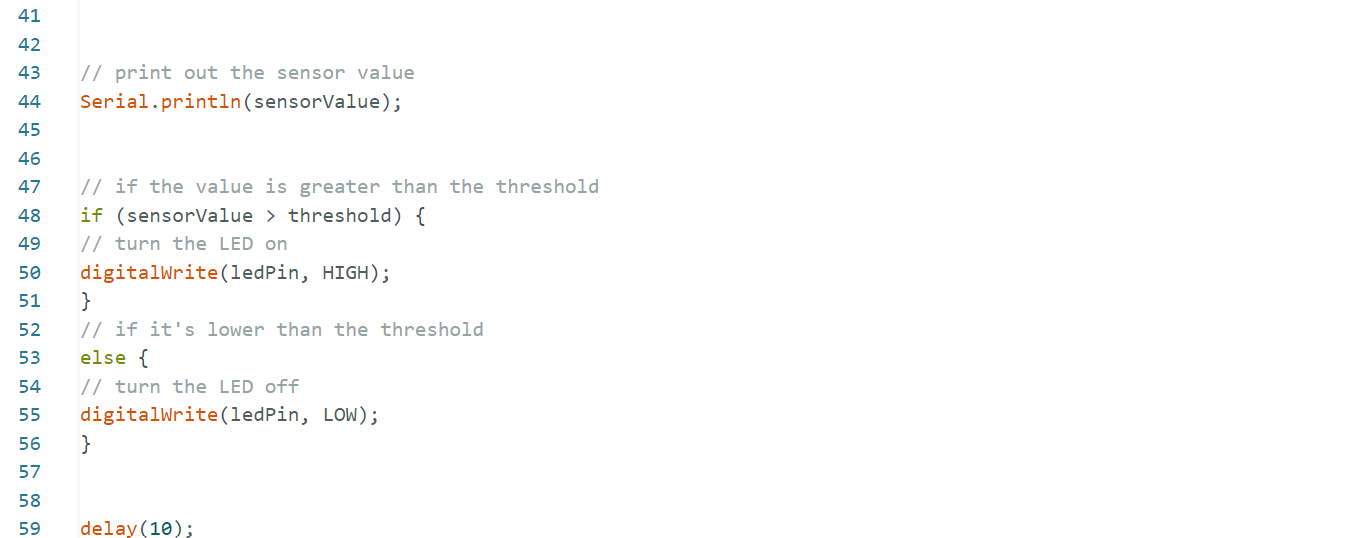 41
42
43 // print out the sensor value
44 Serial.println(sensorValue);
45
46
47 // if the value is greater than the threshold
48 if (sensorValue > threshold) {
49 // turn the LED on
50 digitalWrite(ledPin, HIGH);
51 }
52 // if it's lower than the threshold
53 else {
54 // turn the LED off
55 digitalWrite(ledPin, LOW);
56 }
57
58
59 delay(10);